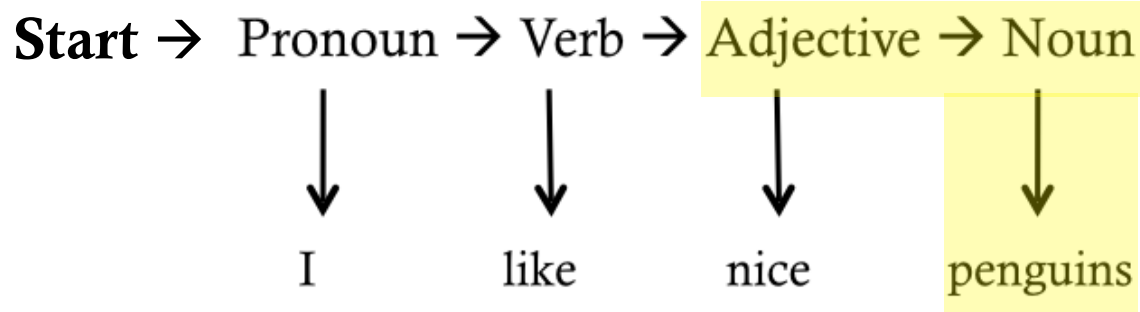 Start → Pronoun → Verb → Adjective → Noun
I like nice penguins